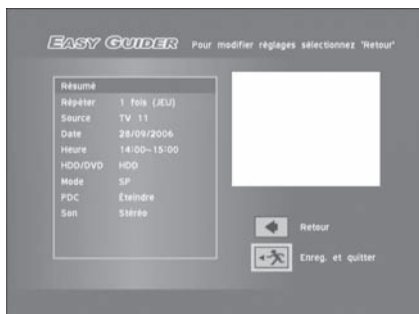 EASY GUIDER Pour modifier réglages sélectionnez 'Retour'
Résumé
Répéter 1 fois (JEU)
Source TV 11
Date 28/09/2006
Heure 14:00~15:00
HDD/DVD HDD
Mode SP
PDC Éteindre
Son Stéréo
Retour
Enreg. et quitter